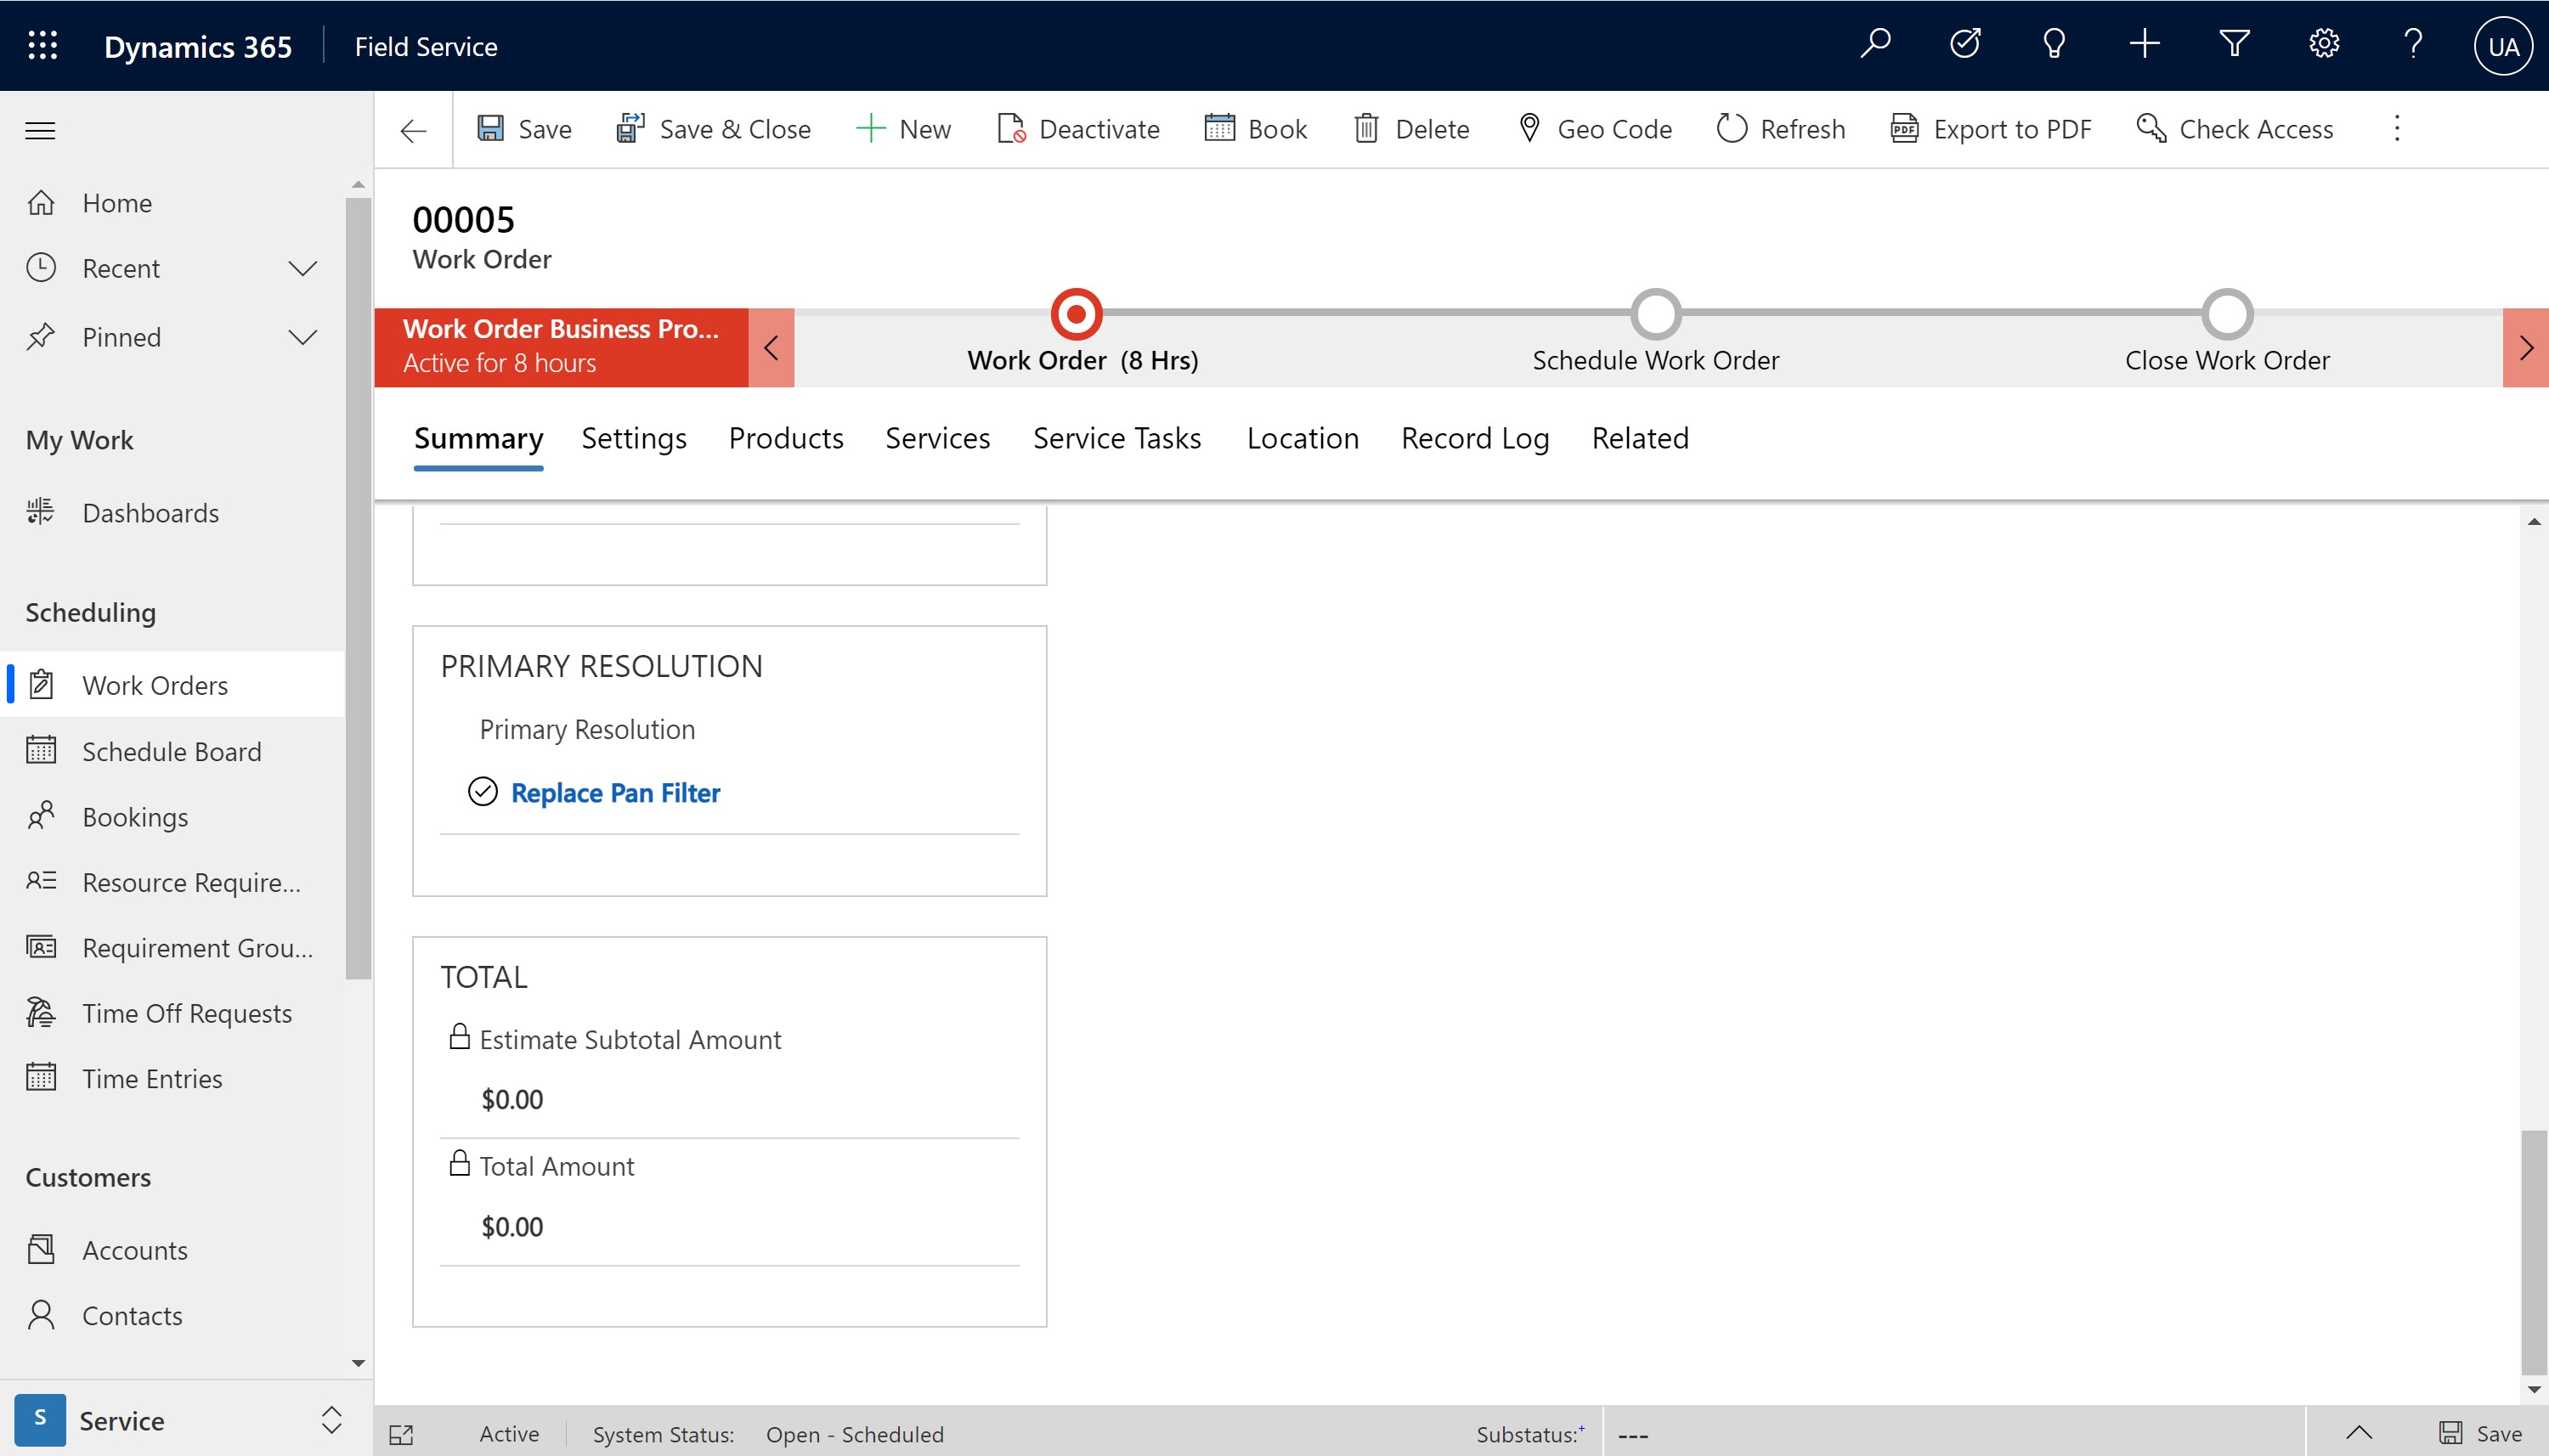 Dynamics 365 Field Service
UA
Save Save & Close New Deactivate Book Delete Geo Code Refresh Export to PDF Check Access
Home
Recent
Pinned
My Work
Dashboards
Scheduling
Work Orders
Schedule Board
Bookings
Resource Require...
Requirement Grou...
Time Off Requests
Time Entries
Customers
Accounts
Contacts
S Service
00005
Work Order
Work Order Business Pro...
Active for 8 hours
Work Order (8 Hrs)
Schedule Work Order
Close Work Order
Summary Settings Products Services Service Tasks Location Record Log Related
PRIMARY RESOLUTION
Primary Resolution
Replace Pan Filter
TOTAL
Estimate Subtotal Amount
$0.00
Total Amount
$0.00
Active System Status: Open - Scheduled Substatus:+ --- Save